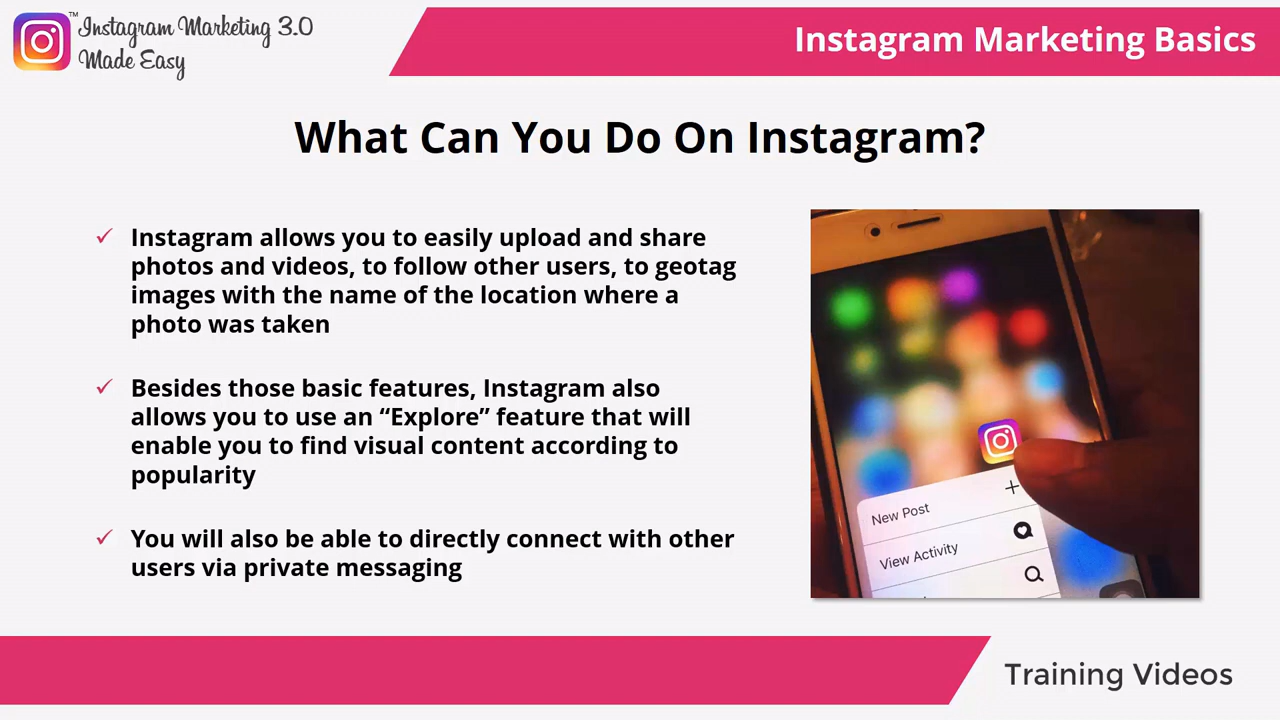 ™
Instagram Marketing 3.0
Made Easy
Instagram Marketing Basics
What Can You Do On Instagram?
Instagram allows you to easily upload and share
photos and videos, to follow other users, to geotag
images with the name of the location where a
photo was taken
Besides those basic features, Instagram also
allows you to use an “Explore” feature that will
enable you to find visual content according to
popularity
You will also be able to directly connect with other
users via private messaging
New Post
View Activity
Training Videos